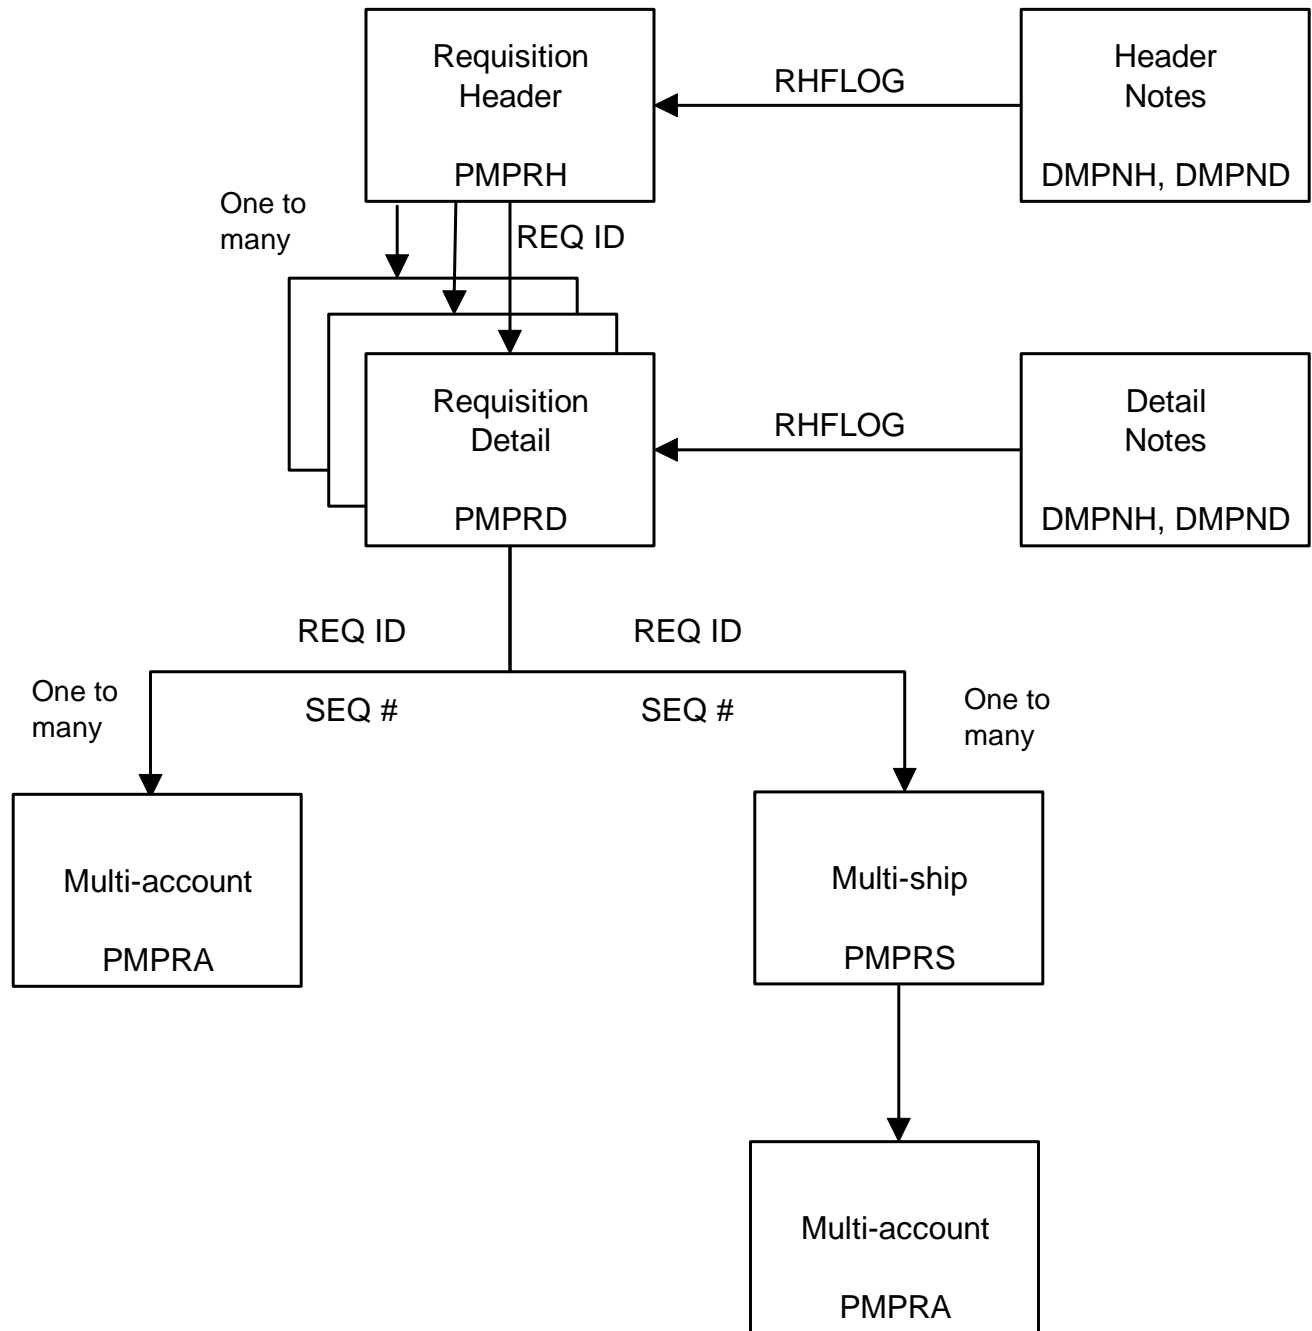 Requisition
Header
PMPRH
RHFLOG
Header
Notes
DMPNH, DMPND
One to
many
REQ ID
Requisition
Detail
PMPRD
RHFLOG
Detail
Notes
DMPNH, DMPND
REQ ID
SEQ #
REQ ID
SEQ #
One to
many
One to
many
Multi-account
PMPRA
Multi-ship
PMPRS
Multi-account
PMPRA